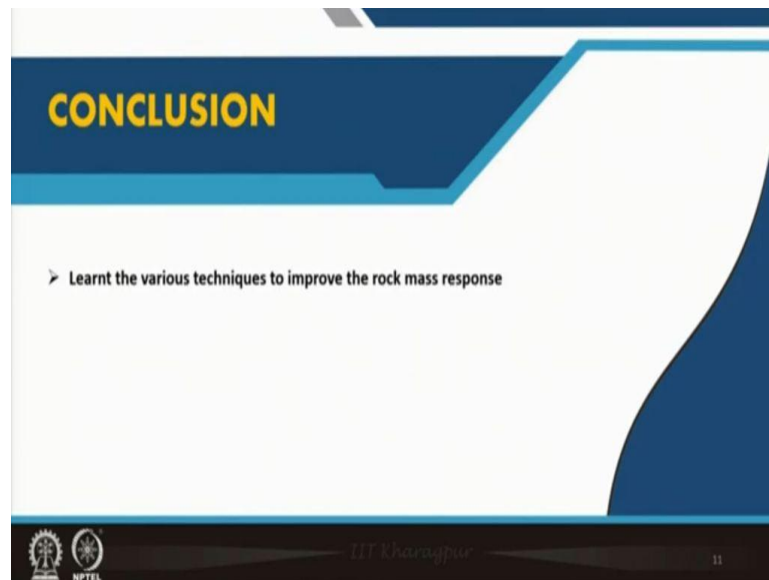 CONCLUSION
➢ Learnt the various techniques to improve the rock mass response
IIT Kharagpur
NPTEL
11